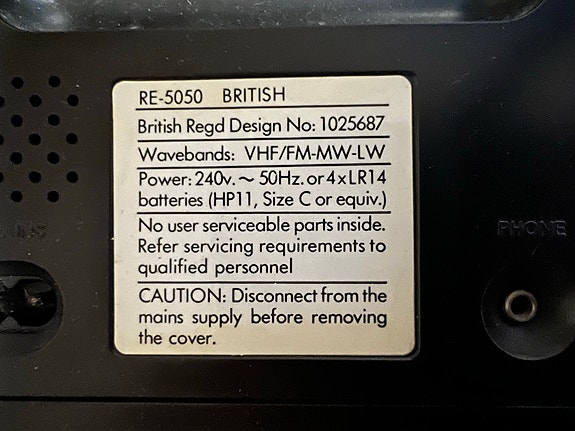 RE-5050 BRITISH
British Regd Design No: 1025687
Wavebands: VHF/FM-MW-LW
Power: 240v. ~ 50Hz. or 4xLR14
batteries (HP11, Size C or equiv.)
No user serviceable parts inside.
Refer servicing requirements to
qualified personnel
CAUTION: Disconnect from the
mains supply before removing
the cover.
PHONE